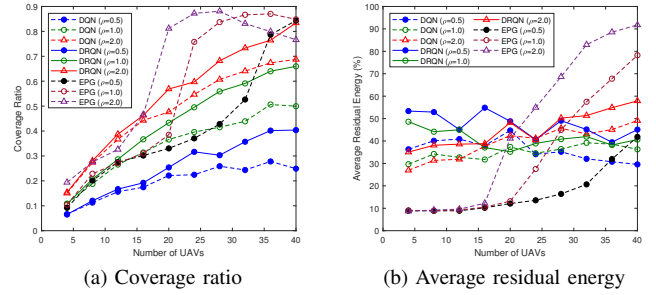 0.9
0.8
0.7
0.6
0.5
0.4
0.3
0.2
0.1
0
0 5 10 15 20 25 30 35 40
Coverage Ratio
Number of UAVs
DQN (ρ=0.5)
DQN (ρ=1.0)
DQN (ρ=2.0)
DRQN (ρ=0.5)
DRQN (ρ=1.0)
DRQN (ρ=2.0)
EPG (ρ=0.5)
EPG (ρ=1.0)
EPG (ρ=2.0)
(a) Coverage ratio
100
90
80
70
60
50
40
30
20
10
0
0 5 10 15 20 25 30 35 40
Average Residual Energy (%)
Number of UAVs
DQN (ρ=0.5) DRQN (ρ=2.0)
DQN (ρ=1.0) EPG (ρ=0.5)
DQN (ρ=2.0) EPG (ρ=1.0)
DRQN (ρ=0.5) EPG (ρ=2.0)
DRQN (ρ=1.0)
(b) Average residual energy